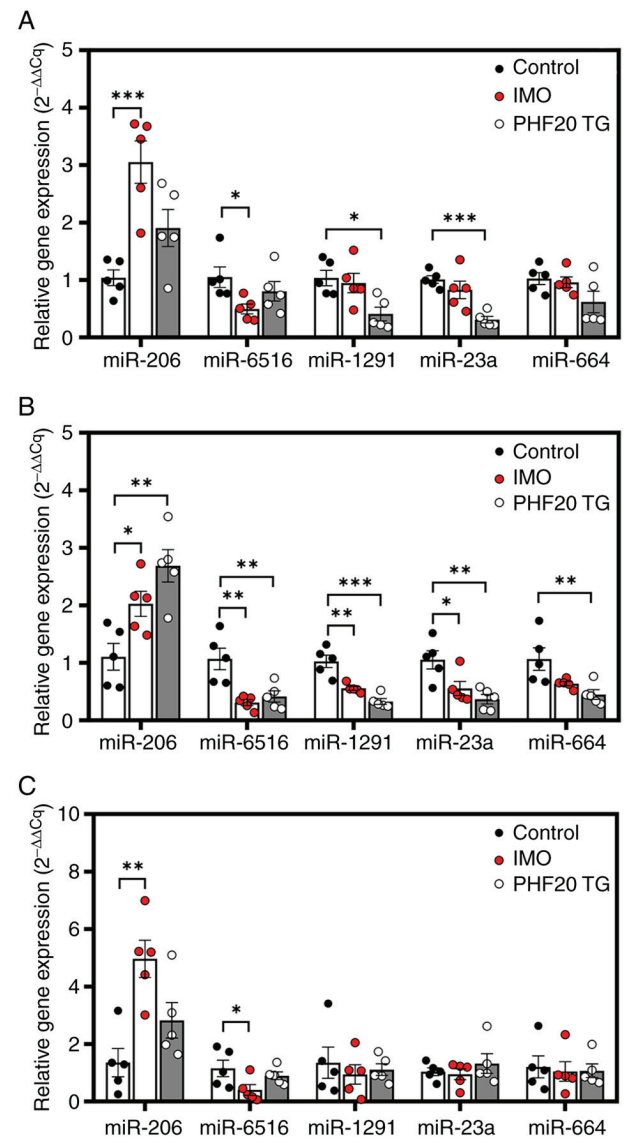 A
Relative gene expression (2−ΔΔCq)
5
4
3
2
1
0
Control
IMO
PHF20 TG
***
*
*
***
miR-206 miR-6516 miR-1291 miR-23a miR-664
B
Relative gene expression (2−ΔΔCq)
5
4
3
2
1
0
Control
IMO
PHF20 TG
**
*
**
**
***
**
**
*
**
miR-206 miR-6516 miR-1291 miR-23a miR-664
C
Relative gene expression (2−ΔΔCq)
10
8
6
4
2
0
Control
IMO
PHF20 TG
**
*
miR-206 miR-6516 miR-1291 miR-23a miR-664